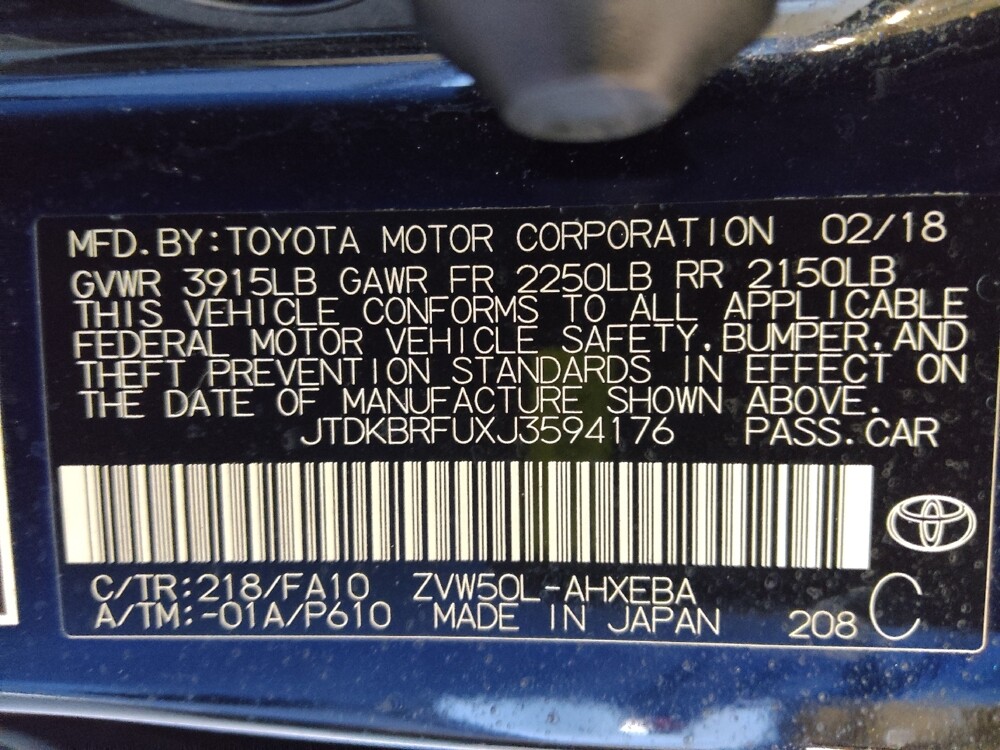 MFD.BY:TOYOTA MOTOR CORPORATION 02/18
GVWR 3915LB GAWR FR 2250LB RR 2150LB
THIS VEHICLE CONFORMS TO ALL APPLICABLE
FEDERAL MOTOR VEHICLE SAFETY,BUMPER,AND
THEFT PREVENTION STANDARDS IN EFFECT ON
THE DATE OF MANUFACTURE SHOWN ABOVE.
JTDKBRFUXJ3594176 PASS.CAR
C/TR:218/FA10 ZVW50L-AHXEBA
A/TM:-01A/P610 MADE IN JAPAN 208 C